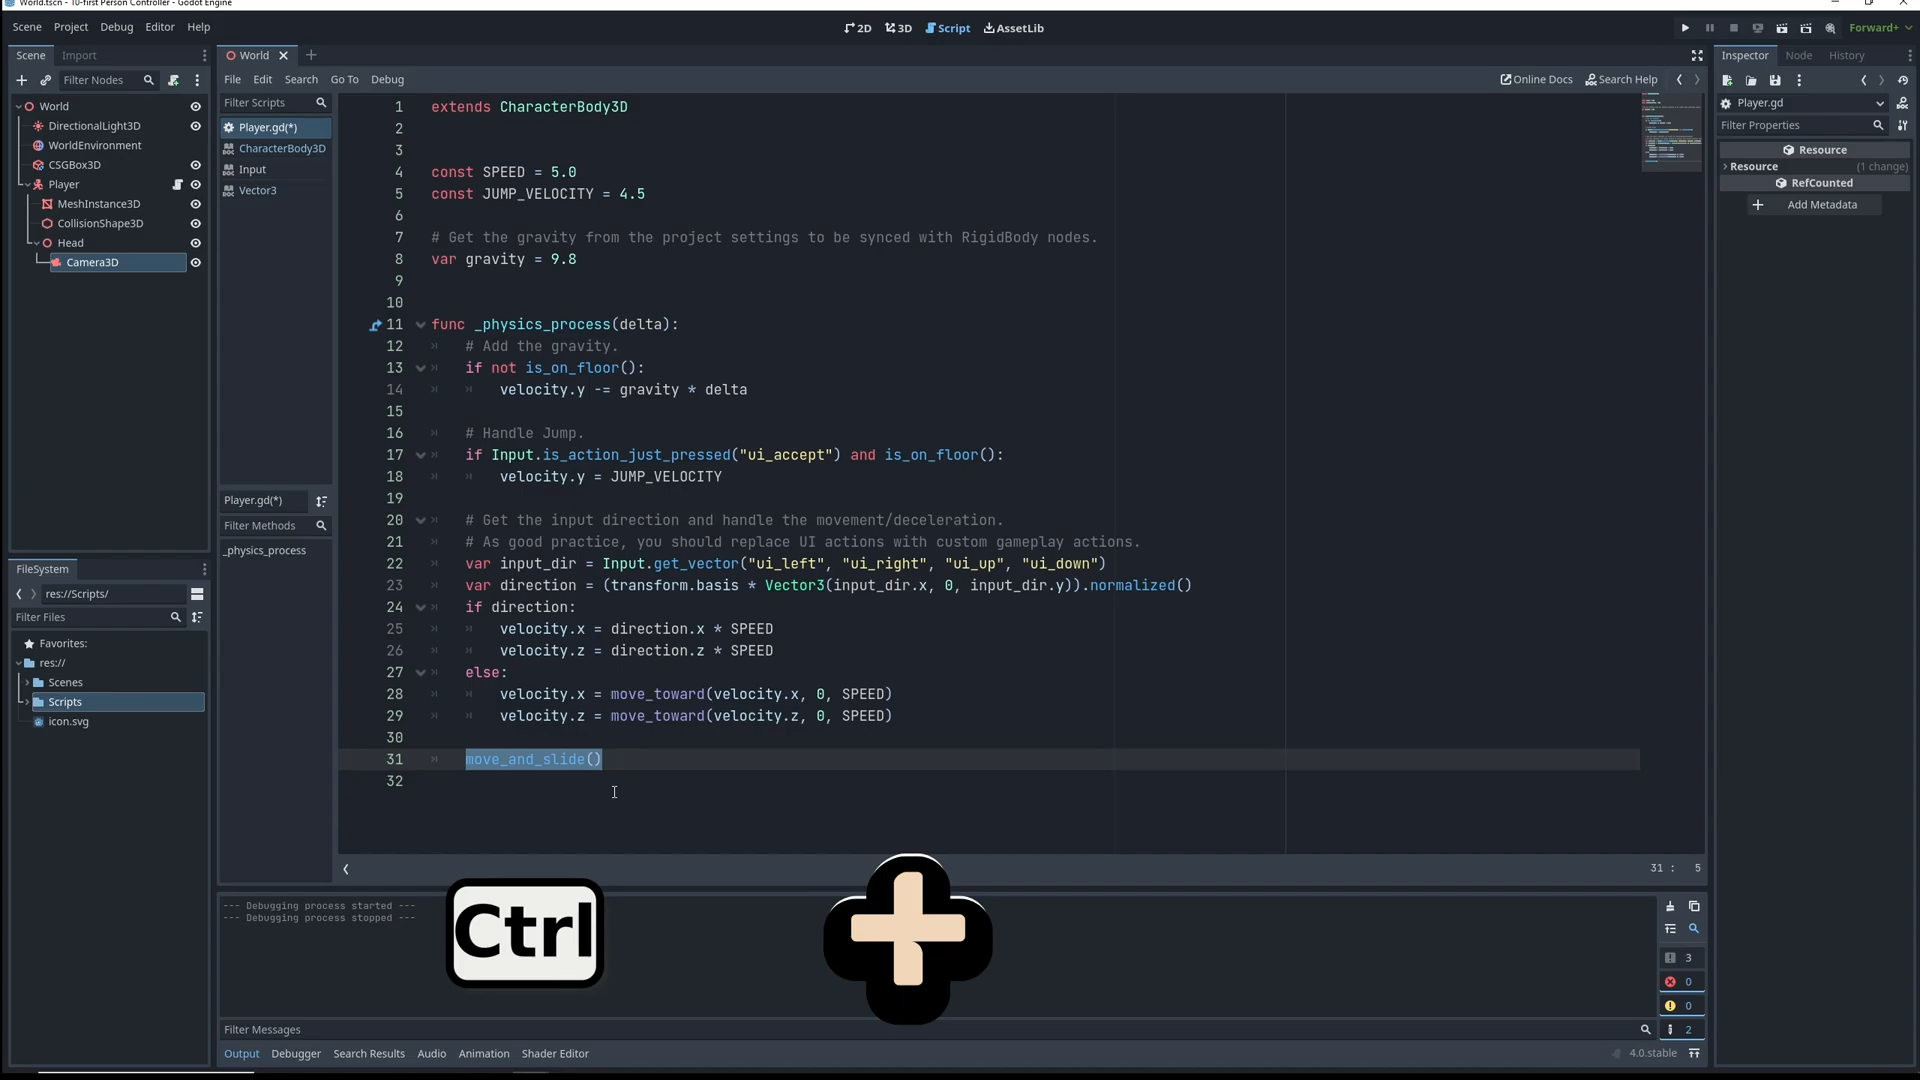 World.tscn - 10-first Person Controller - Godot Engine
Scene Project Debug Editor Help
2D 3D Script AssetLib
Forward+
Scene Import
Filter Nodes
World
DirectionalLight3D
WorldEnvironment
CSGBox3D
Player
MeshInstance3D
CollisionShape3D
Head
Camera3D
FileSystem
res://Scripts/
Filter Files
Favorites:
res://
Scenes
Scripts
icon.svg
World
File Edit Search Go To Debug
Online Docs Search Help
Filter Scripts
Player.gd(*)
CharacterBody3D
Input
Vector3
Player.gd(*)
Filter Methods
_physics_process
1 extends CharacterBody3D
2
3
4 const SPEED = 5.0
5 const JUMP_VELOCITY = 4.5
6
7 # Get the gravity from the project settings to be synced with RigidBody nodes.
8 var gravity = 9.8
9
10
11 func _physics_process(delta):
12 # Add the gravity.
13 if not is_on_floor():
14 velocity.y -= gravity * delta
15
16 # Handle Jump.
17 if Input.is_action_just_pressed("ui_accept") and is_on_floor():
18 velocity.y = JUMP_VELOCITY
19
20 # Get the input direction and handle the movement/deceleration.
21 # As good practice, you should replace UI actions with custom gameplay actions.
22 var input_dir = Input.get_vector("ui_left", "ui_right", "ui_up", "ui_down")
23 var direction = (transform.basis * Vector3(input_dir.x, 0, input_dir.y)).normalized()
24 if direction:
25 velocity.x = direction.x * SPEED
26 velocity.z = direction.z * SPEED
27 else:
28 velocity.x = move_toward(velocity.x, 0, SPEED)
29 velocity.z = move_toward(velocity.z, 0, SPEED)
30
31 move_and_slide()
32
31 : 5
--- Debugging process started ---
--- Debugging process stopped ---
Ctrl
+
3
0
0
2
Filter Messages
Output Debugger Search Results Audio Animation Shader Editor
4.0.stable
Inspector Node History
Player.gd
Filter Properties
Resource
Resource (1 change)
RefCounted
Add Metadata